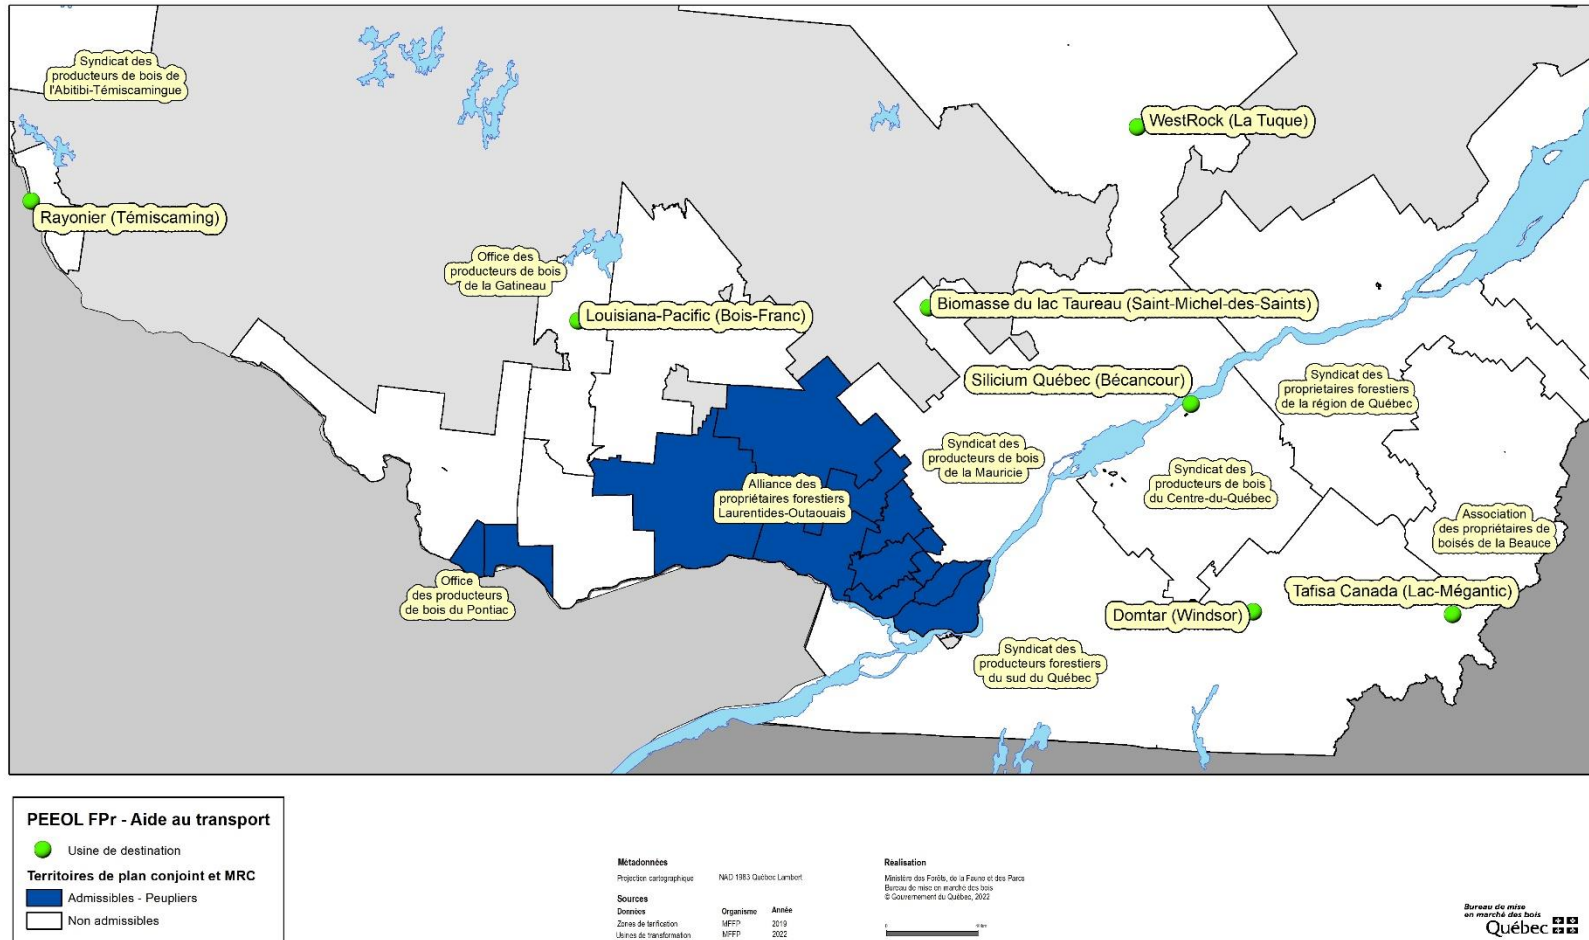 Syndicat des
producteurs de bois de
l'Abitibi-Témiscamingue
WestRock (La Tuque)
Rayonier (Témiscaming)
Office des
producteurs de bois
de la Gatineau
Louisiana-Pacific (Bois-Franc)
Biomasse du lac Taureau (Saint-Michel-des-Saints)
Silicium Québec (Bécancour)
Syndicat des
proprietaires forestiers
de la région de Québec
Syndicat des
producteurs de bois
de la Mauricie
Syndicat des
producteurs de bois
du Centre-du-Québec
Alliance des
propriétaires forestiers
Laurentides-Outaouais
Association
des propriétaires de
boisés de la Beauce
Office
des producteurs
de bois du Pontiac
Tafisa Canada (Lac-Mégantic)
Domtar (Windsor)
Syndicat des
producteurs forestiers
du sud du Québec
PEEOL FPr - Aide au transport
Usine de destination
Territoires de plan conjoint et MRC
Admissibles - Peupliers
Non admissibles
Métadonnées
Projection cartographique NAD 1983 Québec Lambert
Sources
Données Organisme Année
Zones de tarification MFFP 2019
Usines de transformation MFFP 2022
Réalisation
Ministère des Forêts, de la Faune et des Parcs
Bureau de mise en marché des bois
© Gouvernement du Québec, 2022
Bureau de mise
en marché des bois
Québec